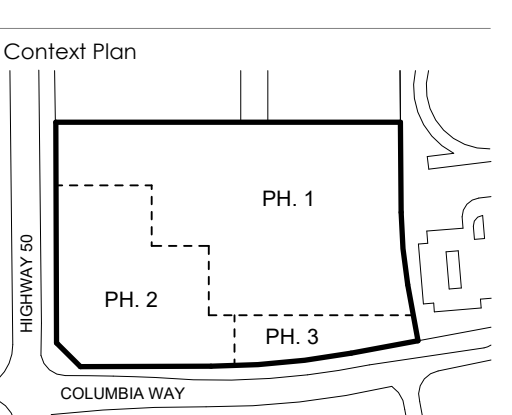 Context Plan
PH. 1
HIGHWAY 50
PH. 2
PH. 3
COLUMBIA WAY